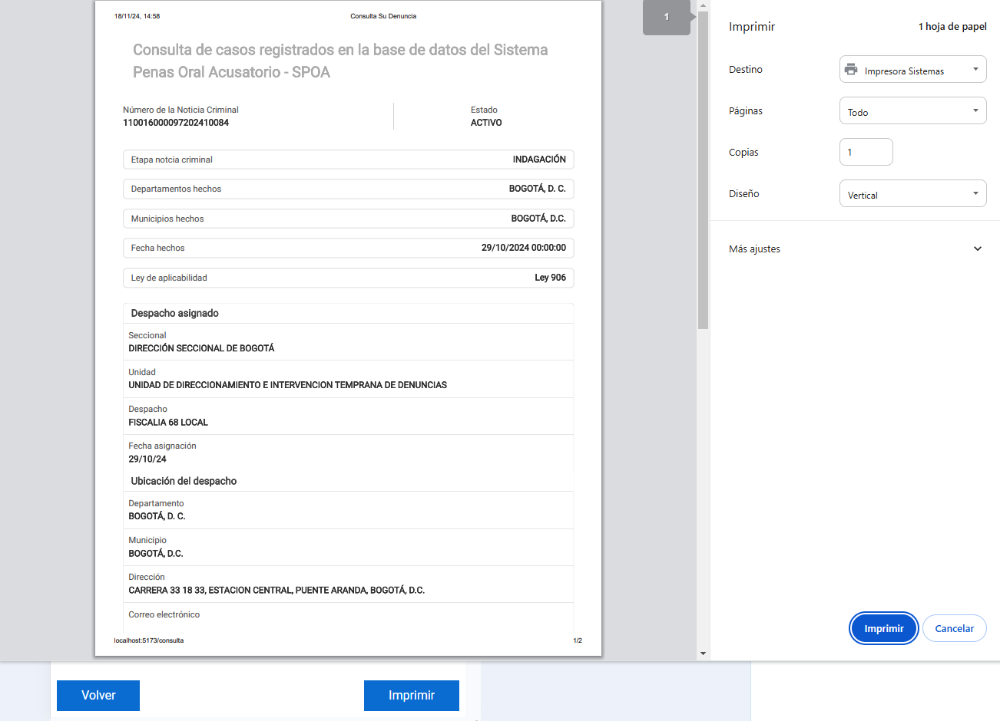 18/11/24, 14:58
Consulta Su Denuncia
Consulta de casos registrados en la base de datos del Sistema
Penas Oral Acusatorio - SPOA
Número de la Noticia Criminal
110016000097202410084
Estado
ACTIVO
Etapa notcia criminal
INDAGACIÓN
Departamentos hechos
BOGOTÁ, D. C.
Municipios hechos
BOGOTÁ, D.C.
Fecha hechos
29/10/2024 00:00:00
Ley de aplicabilidad
Ley 906
Despacho asignado
Seccional
DIRECCIÓN SECCIONAL DE BOGOTÁ
Unidad
UNIDAD DE DIRECCIONAMIENTO E INTERVENCION TEMPRANA DE DENUNCIAS
Despacho
FISCALIA 68 LOCAL
Fecha asignación
29/10/24
Ubicación del despacho
Departamento
BOGOTÁ, D. C.
Municipio
BOGOTÁ, D.C.
Dirección
CARRERA 33 18 33, ESTACION CENTRAL, PUENTE ARANDA, BOGOTÁ, D.C.
Correo electrónico
localhost:5173/consulta
1/2
1
Imprimir
1 hoja de papel
Destino
Impresora Sistemas
Páginas
Todo
Copias
1
Diseño
Vertical
Más ajustes
Imprimir
Cancelar
Volver
Imprimir